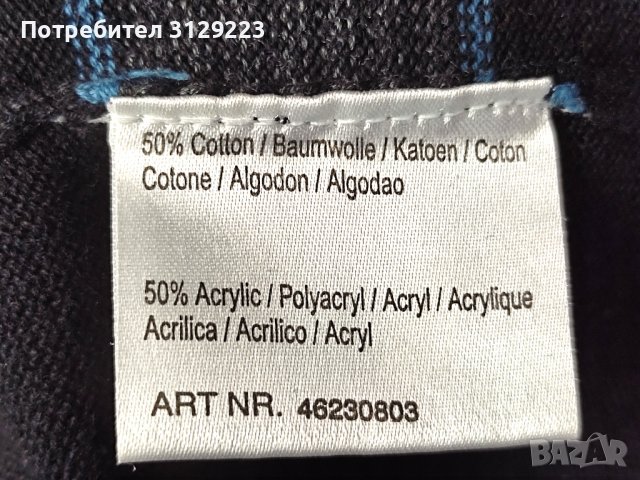 Потребител 3129223
50% Cotton / Baumwolle / Katoen / Coton
Cotone / Algodon / Algodao
50% Acrylic / Polyacryl / Acryl / Acrylique
Acrilica / Acrilico / Acryl
ART NR. 46230803
BAZAR